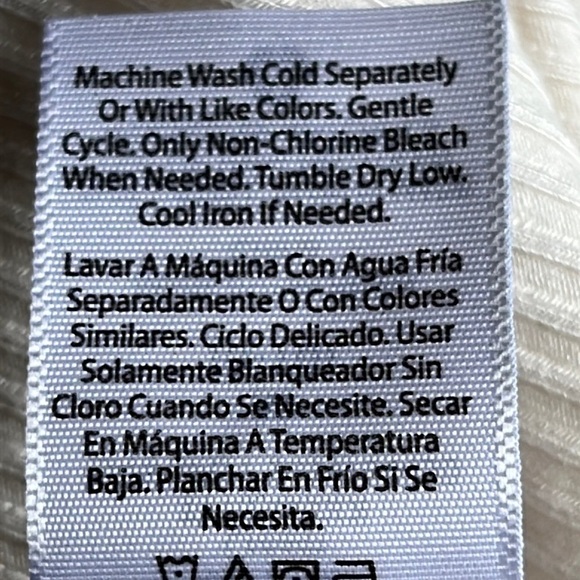 Machine Wash Cold Separately
Or With Like Colors. Gentle
Cycle. Only Non-Chlorine Bleach
When Needed. Tumble Dry Low.
Cool Iron If Needed.
Lavar A Máquina Con Agua Fría
Separadamente O Con Colores
Similares. Ciclo Delicado. Usar
Solamente Blanqueador Sin
Cloro Cuando Se Necesite. Secar
En Máquina A Temperatura
Baja. Planchar En Frío Si Se
Necesita.